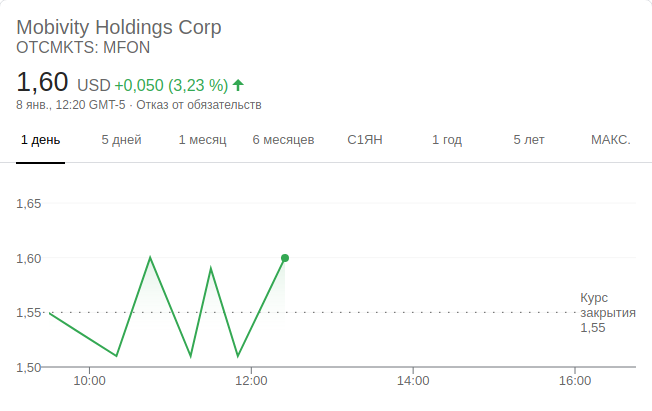 Mobivity Holdings Corp
OTCMKTS: MFON
1,60 USD +0,050 (3,23 %)
8 янв., 12:20 GMT-5 · Отказ от обязательств
1 день 5 дней 1 месяц 6 месяцев С1ЯН 1 год 5 лет МАКС.
1,65
1,60
Курс
1,55 закрытия
1,55
1,50
10:00 12:00 14:00 16:00